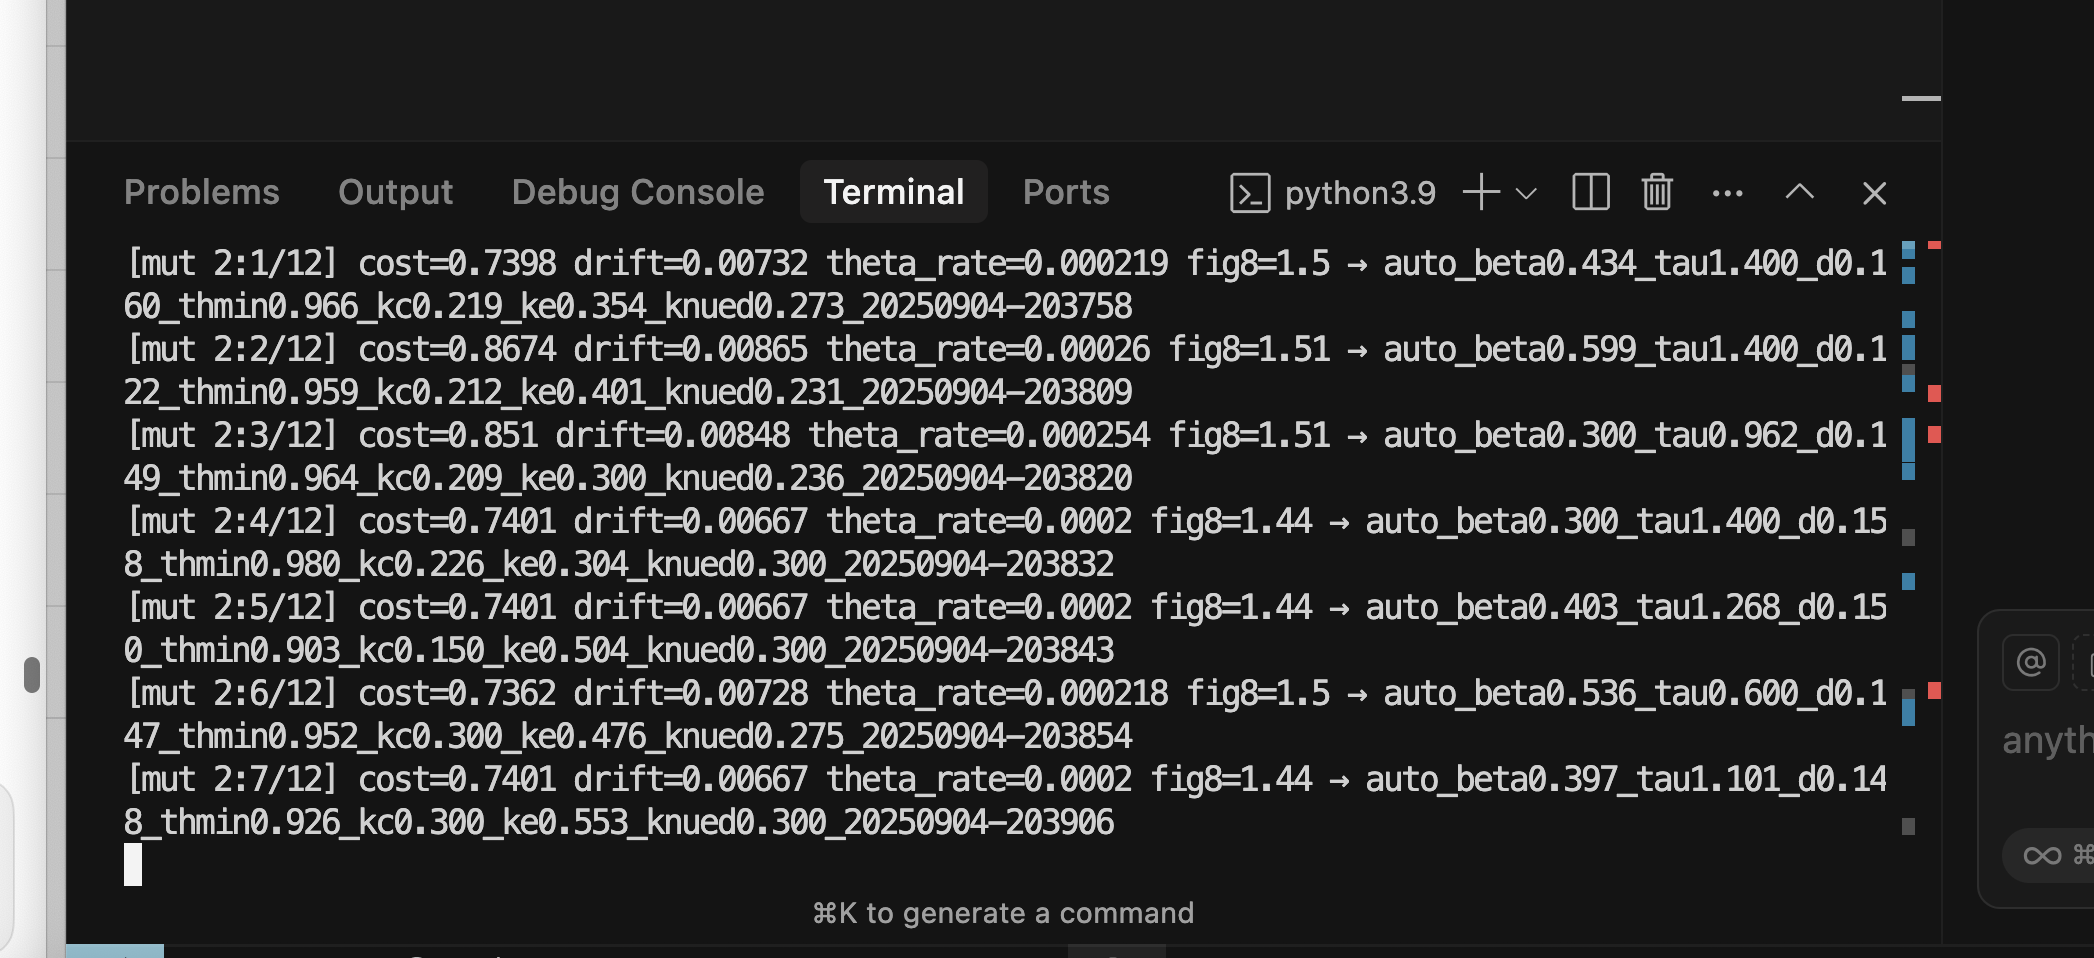 Problems Output Debug Console Terminal Ports python3.9
[mut 2:1/12] cost=0.7398 drift=0.00732 theta_rate=0.000219 fig8=1.5 → auto_beta0.434_tau1.400_d0.1
60_thmin0.966_kc0.219_ke0.354_knued0.273_20250904-203758
[mut 2:2/12] cost=0.8674 drift=0.00865 theta_rate=0.00026 fig8=1.51 → auto_beta0.599_tau1.400_d0.1
22_thmin0.959_kc0.212_ke0.401_knued0.231_20250904-203809
[mut 2:3/12] cost=0.851 drift=0.00848 theta_rate=0.000254 fig8=1.51 → auto_beta0.300_tau0.962_d0.1
49_thmin0.964_kc0.209_ke0.300_knued0.236_20250904-203820
[mut 2:4/12] cost=0.7401 drift=0.00667 theta_rate=0.0002 fig8=1.44 → auto_beta0.300_tau1.400_d0.15
8_thmin0.980_kc0.226_ke0.304_knued0.300_20250904-203832
[mut 2:5/12] cost=0.7401 drift=0.00667 theta_rate=0.0002 fig8=1.44 → auto_beta0.403_tau1.268_d0.15
0_thmin0.903_kc0.150_ke0.504_knued0.300_20250904-203843
[mut 2:6/12] cost=0.7362 drift=0.00728 theta_rate=0.000218 fig8=1.5 → auto_beta0.536_tau0.600_d0.1
47_thmin0.952_kc0.300_ke0.476_knued0.275_20250904-203854
[mut 2:7/12] cost=0.7401 drift=0.00667 theta_rate=0.0002 fig8=1.44 → auto_beta0.397_tau1.101_d0.14
8_thmin0.926_kc0.300_ke0.553_knued0.300_20250904-203906
⌘K to generate a command
@
anyth
∞ ⌘